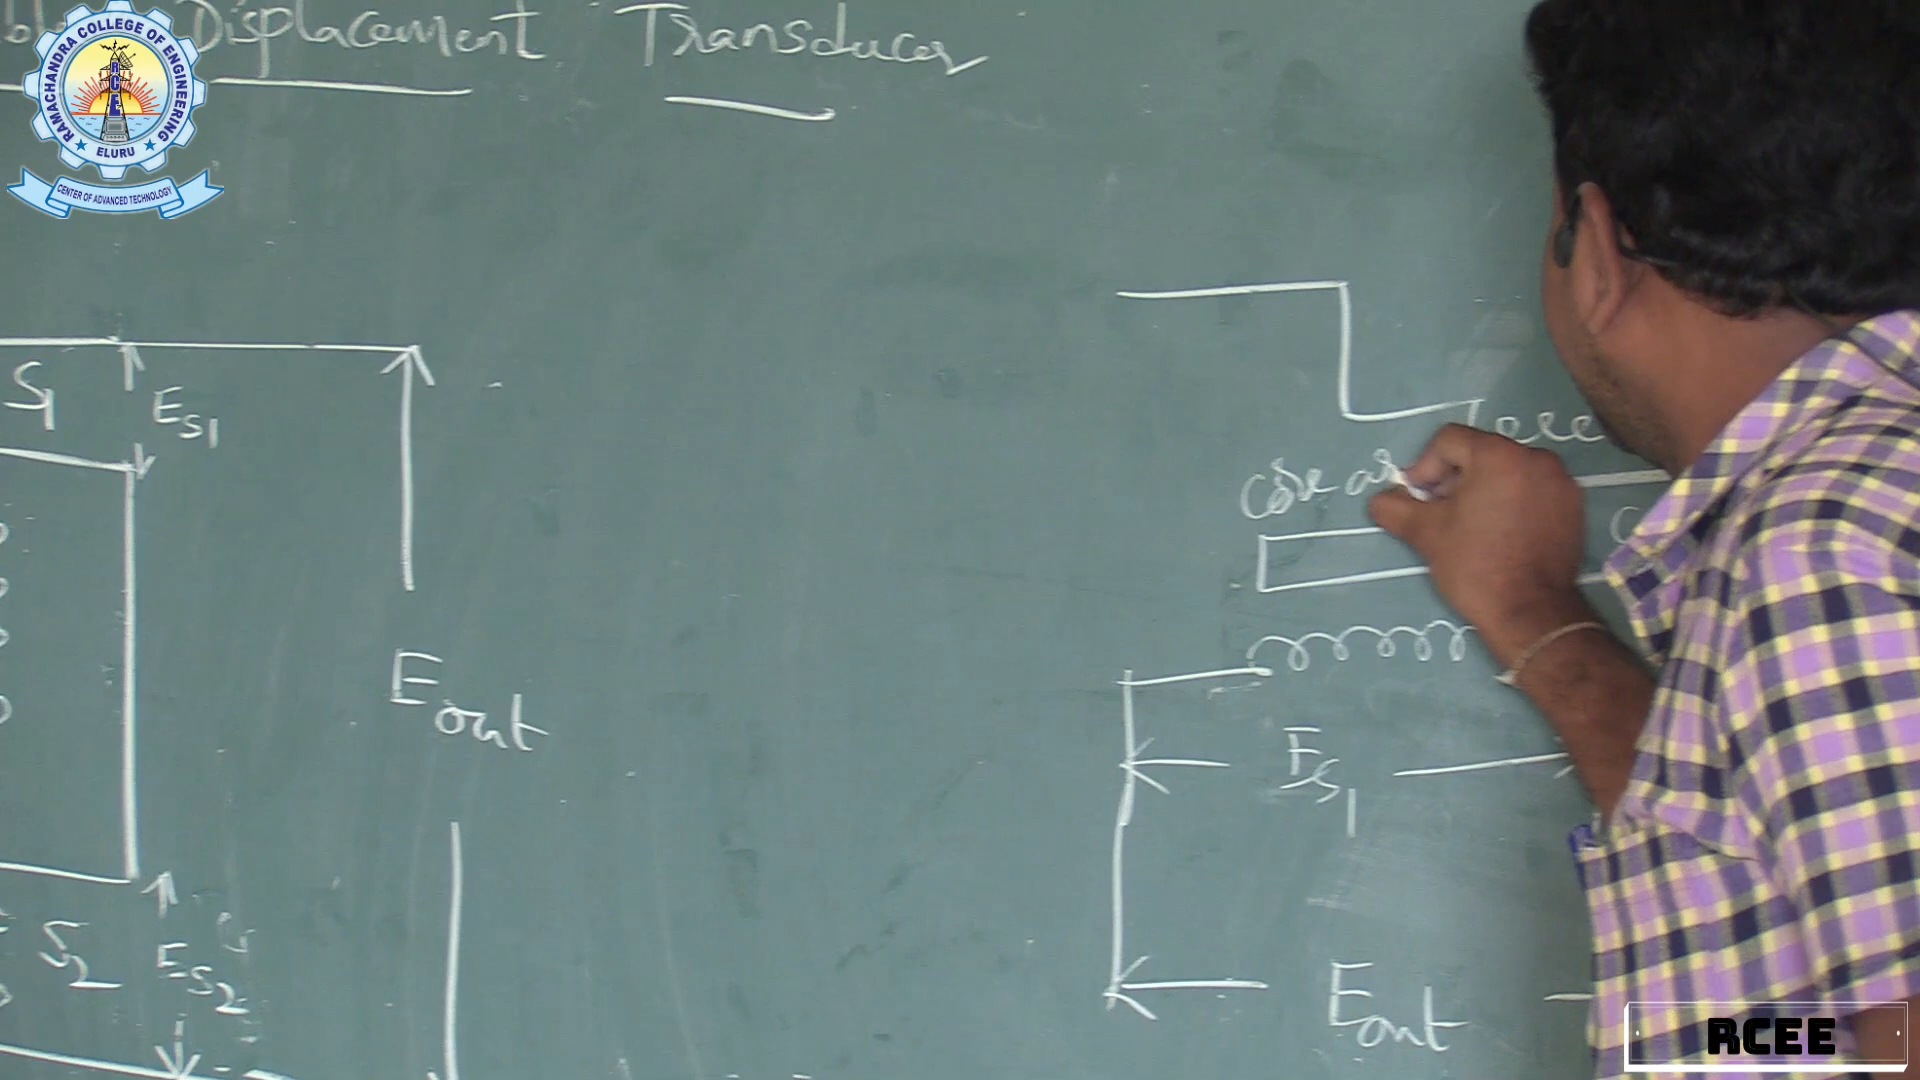 Displacement Transducer
RAMACHANDRA COLLEGE OF ENGINEERING
ELURU
CENTER OF ADVANCED TECHNOLOGY
RCE
S1
ES1
Eout
S2
ES2
core
ES1
Eout
RCEE